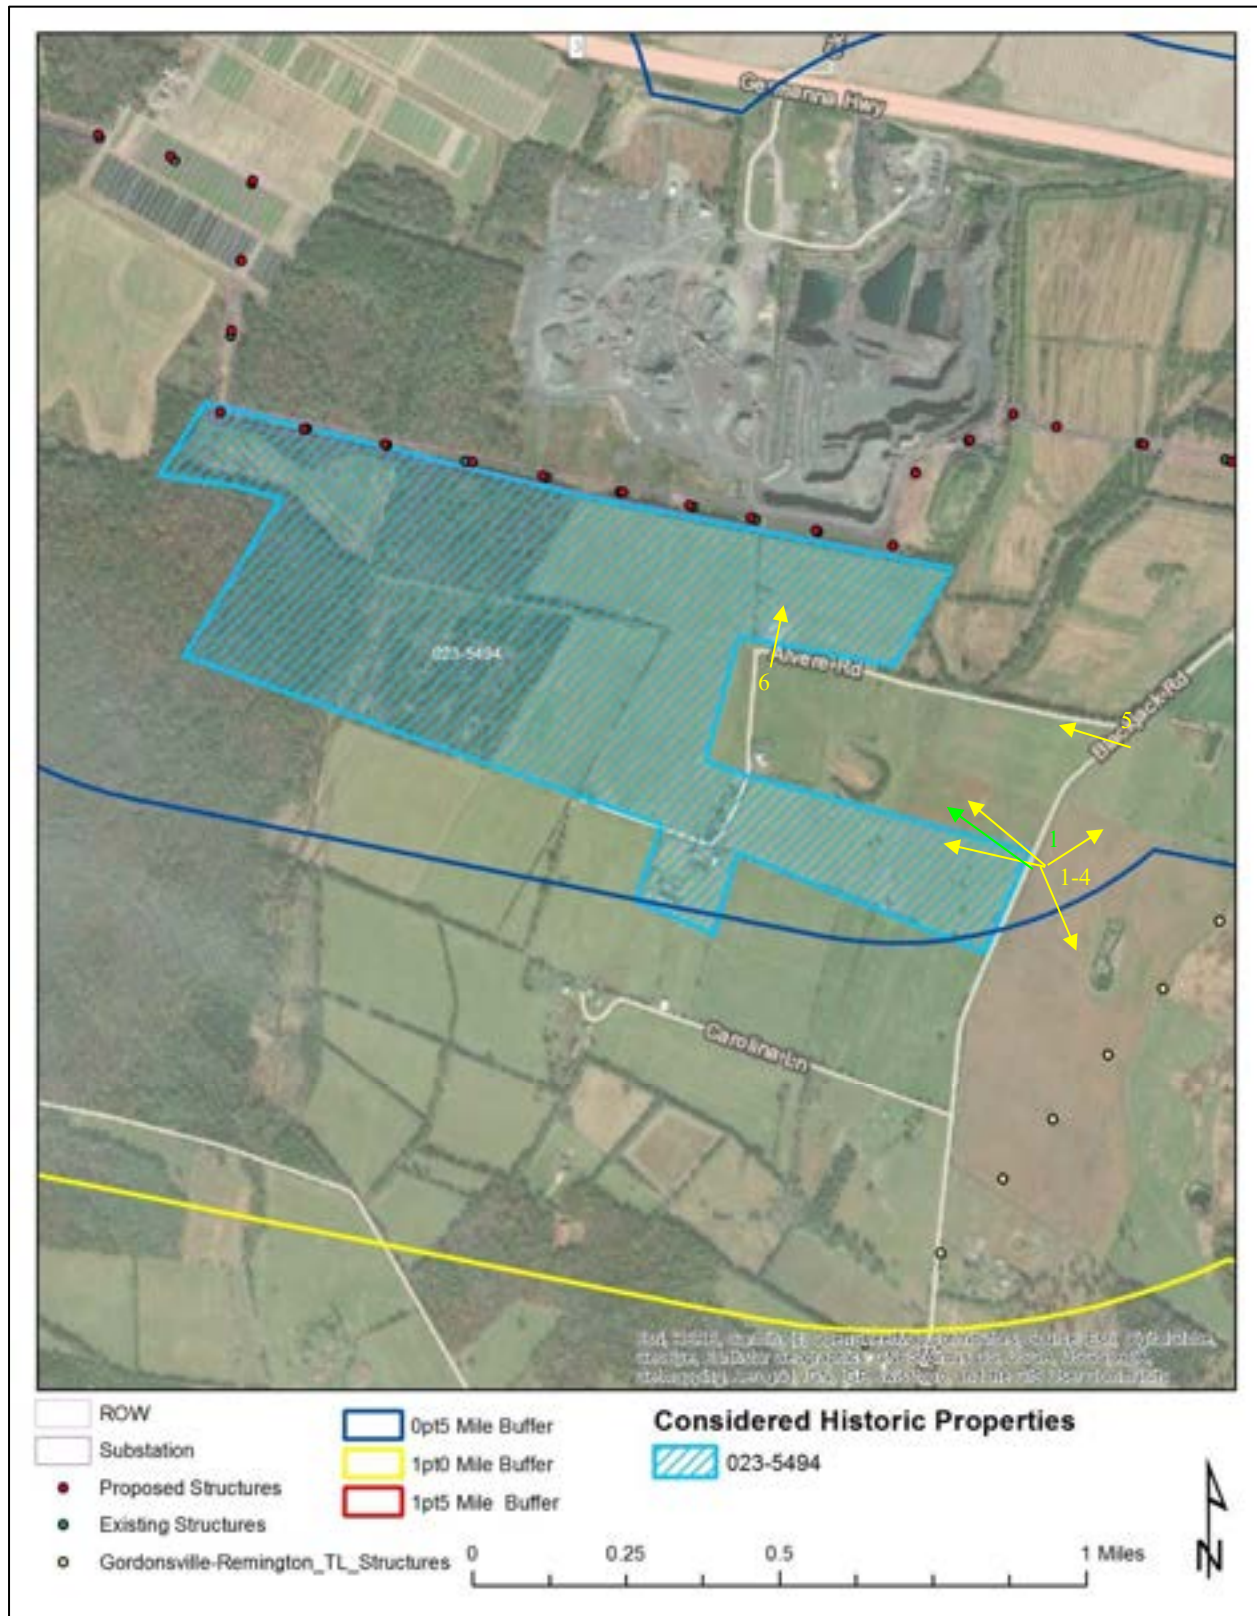 3
Germanna Hwy
023-5494
Alvere Rd
6
5
Blackjack Rd
1
1-4
Carolina Ln
ROW
Substation
Proposed Structures
Existing Structures
Gordonsville-Remington_TL_Structures
0pt5 Mile Buffer
1pt0 Mile Buffer
1pt5 Mile Buffer
Considered Historic Properties
023-5494
0 0.25 0.5 1 Miles
N